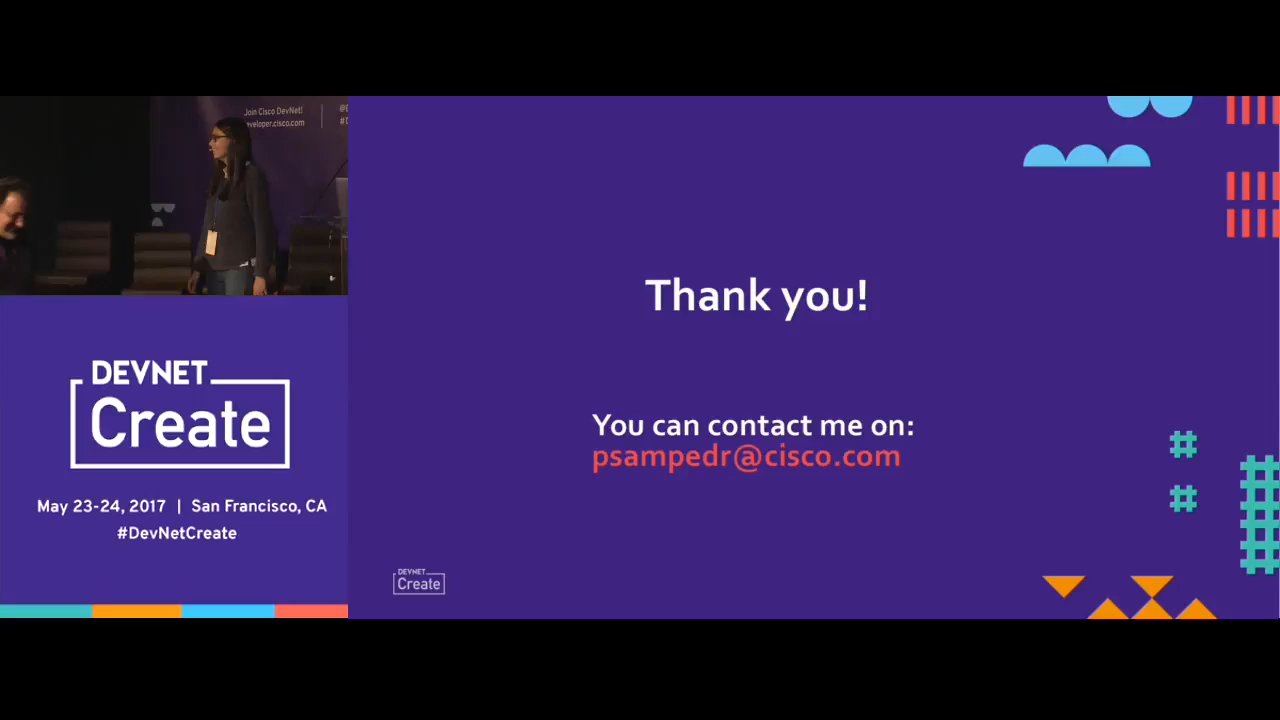 Join Cisco DevNet!
developer.cisco.com
DEVNET
Create
May 23-24, 2017 | San Francisco, CA
#DevNetCreate
Thank you!
You can contact me on:
psampedr@cisco.com
DEVNET
Create